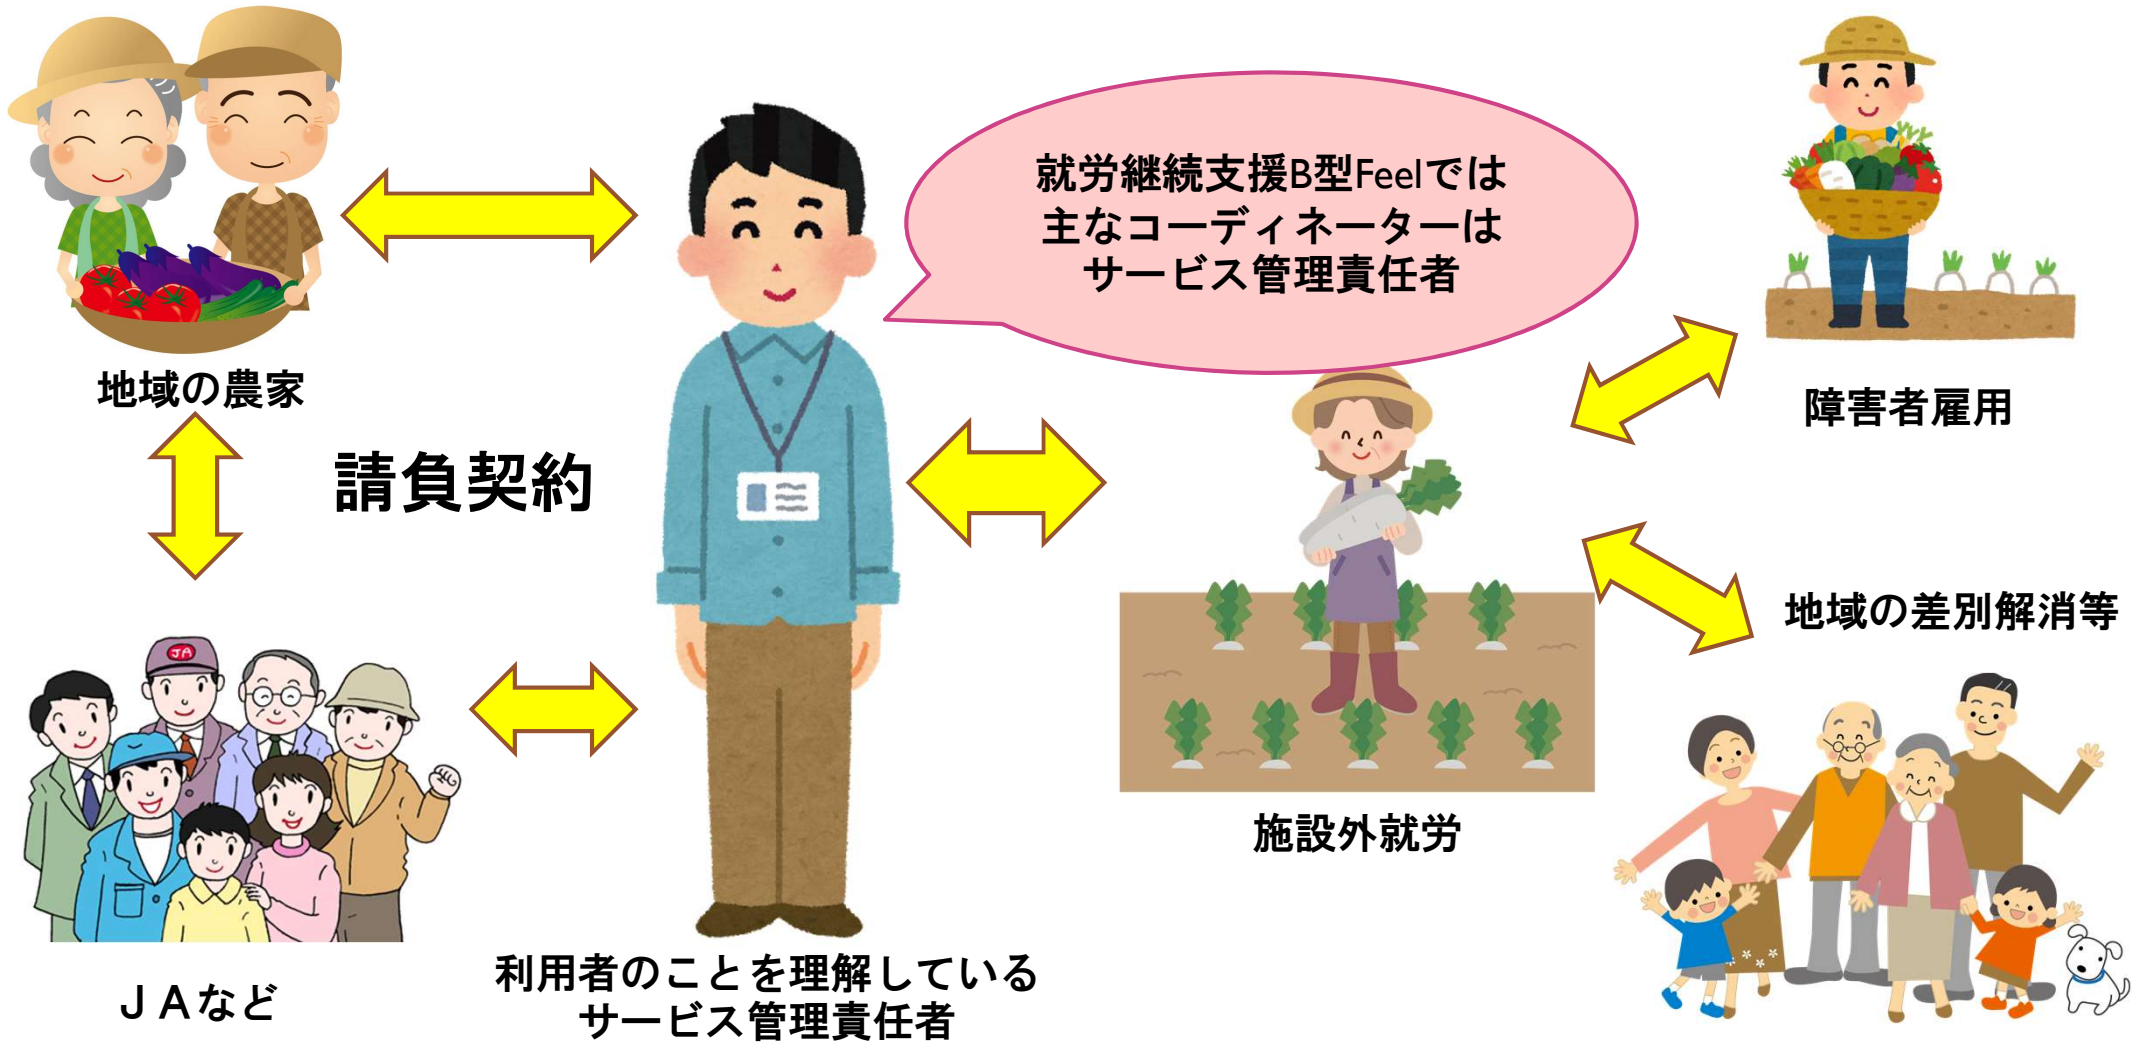 就労継続支援B型Feelでは
主なコーディネーターは
サービス管理責任者
地域の農家
障害者雇用
請負契約
地域の差別解消等
JA
施設外就労
ＪＡなど
利用者のことを理解している
サービス管理責任者